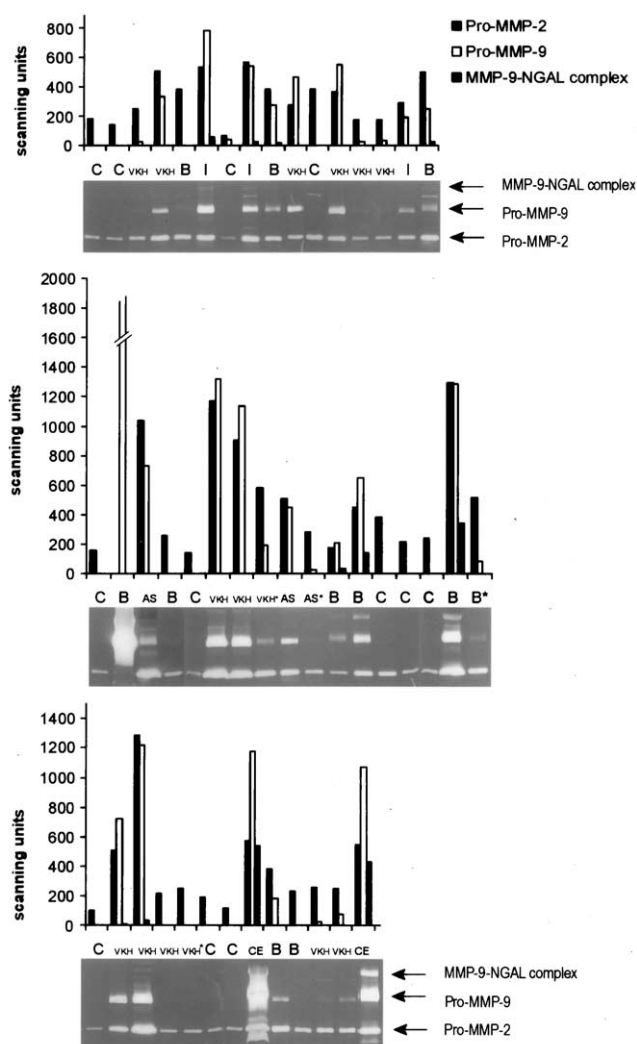 Pro-MMP-2
Pro-MMP-9
MMP-9-NGAL complex
scanning units
800
600
400
200
0
C C VKH VKH B I C I B VKH C VKH VKH VKH I B
MMP-9-NGAL complex
Pro-MMP-9
Pro-MMP-2
scanning units
2000
1800
1600
1400
1200
1000
800
600
400
200
0
C B AS B C VKH VKH VKH* AS AS* B B C C C B B*
scanning units
1400
1200
1000
800
600
400
200
0
C VKH VKH VKH VKH* C C CE B B VKH VKH CE
MMP-9-NGAL complex
Pro-MMP-9
Pro-MMP-2